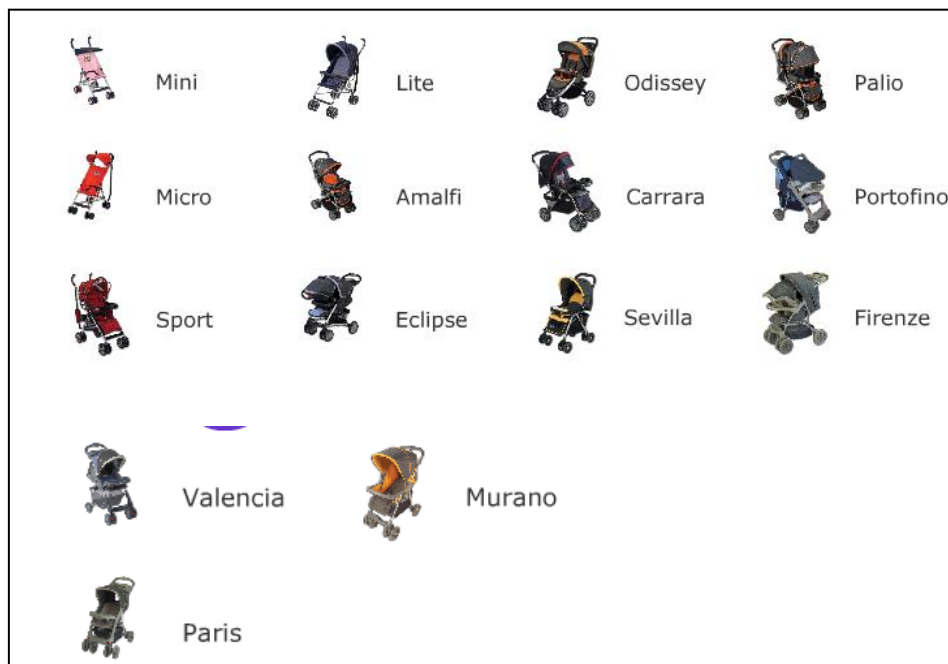 Mini Lite Odissey Palio
Micro Amalfi Carrara Portofino
Sport Eclipse Sevilla Firenze
Valencia Murano
Paris